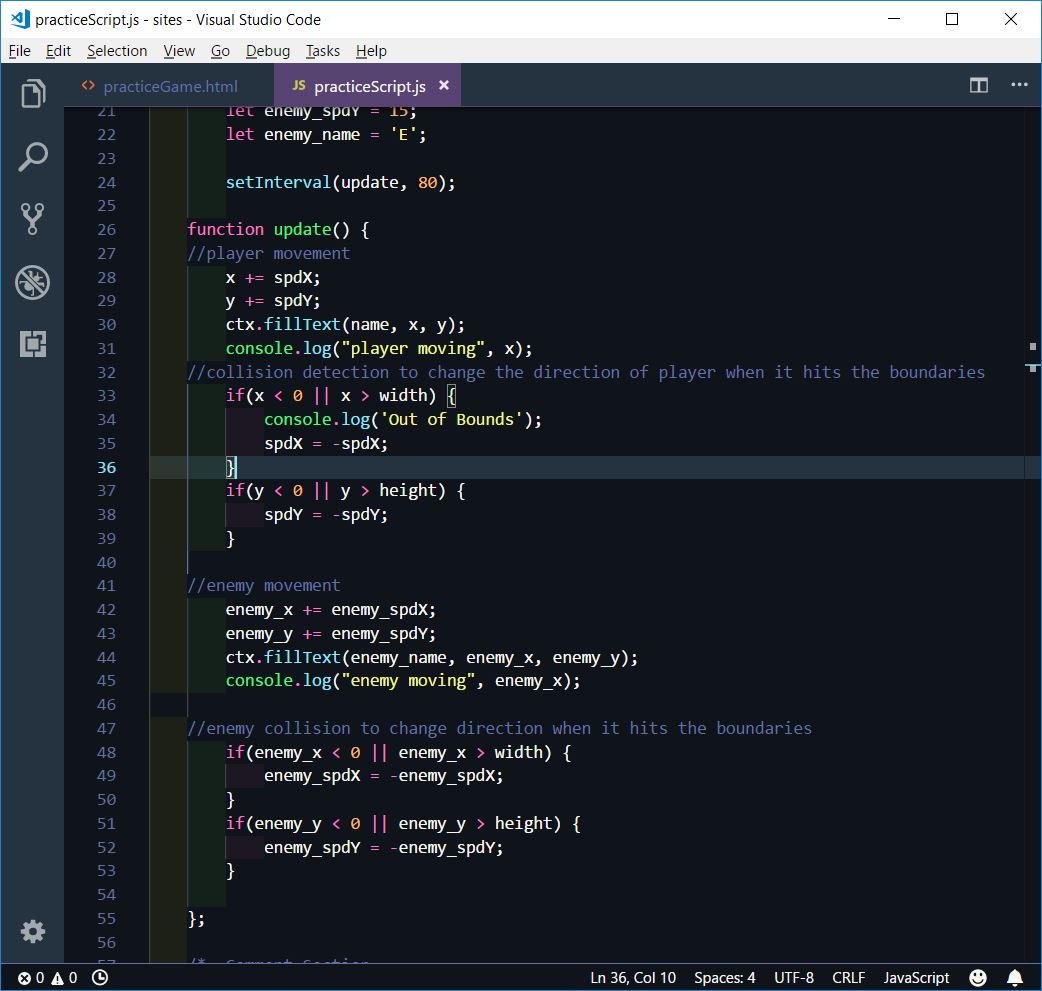 practiceScript.js - sites - Visual Studio Code
File Edit Selection View Go Debug Tasks Help
<> practiceGame.html JS practiceScript.js ×
21 let enemy_spdY = 15;
22 let enemy_name = 'E';
23
24 setInterval(update, 80);
25
26 function update() {
27 //player movement
28 x += spdX;
29 y += spdY;
30 ctx.fillText(name, x, y);
31 console.log("player moving", x);
32 //collision detection to change the direction of player when it hits the boundaries
33 if(x < 0 || x > width) {
34 console.log('Out of Bounds');
35 spdX = -spdX;
36 }
37 if(y < 0 || y > height) {
38 spdY = -spdY;
39 }
40
41 //enemy movement
42 enemy_x += enemy_spdX;
43 enemy_y += enemy_spdY;
44 ctx.fillText(enemy_name, enemy_x, enemy_y);
45 console.log("enemy moving", enemy_x);
46
47 //enemy collision to change direction when it hits the boundaries
48 if(enemy_x < 0 || enemy_x > width) {
49 enemy_spdX = -enemy_spdX;
50 }
51 if(enemy_y < 0 || enemy_y > height) {
52 enemy_spdY = -enemy_spdY;
53 }
54
55 };
56
57 /* Comment Section
0 0 Ln 36, Col 10 Spaces: 4 UTF-8 CRLF JavaScript